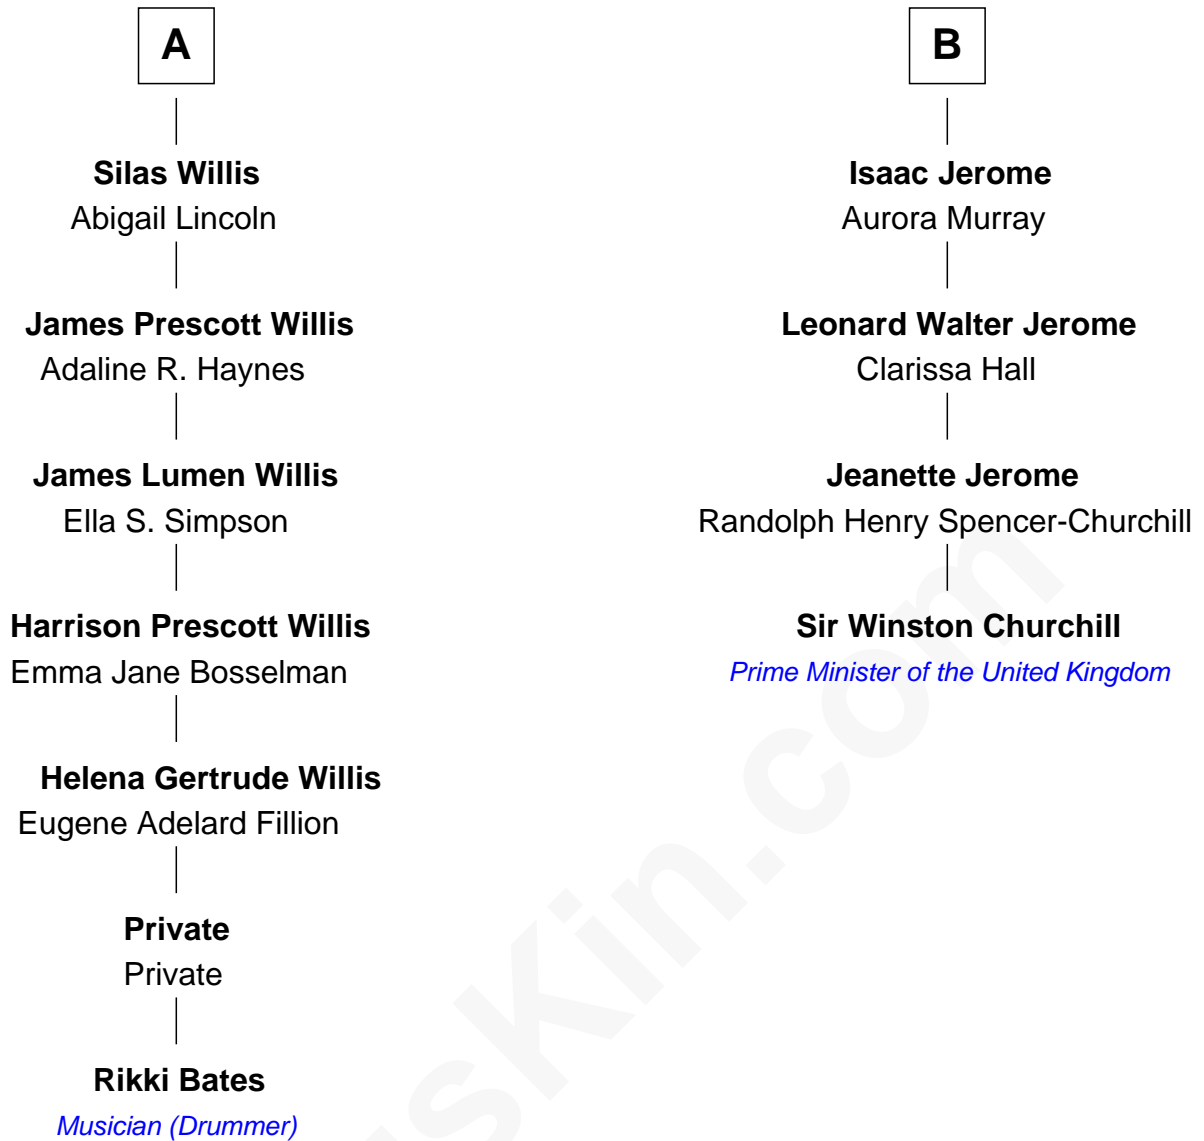 A
Silas Willis
Abigail Lincoln
James Prescott Willis
Adaline R. Haynes
James Lumen Willis
Ella S. Simpson
Harrison Prescott Willis
Emma Jane Bosselman
Helena Gertrude Willis
Eugene Adelard Fillion
Private
Private
Rikki Bates
Musician (Drummer)
B
Isaac Jerome
Aurora Murray
Leonard Walter Jerome
Clarissa Hall
Jeanette Jerome
Randolph Henry Spencer-Churchill
Sir Winston Churchill
Prime Minister of the United Kingdom
usKin.com